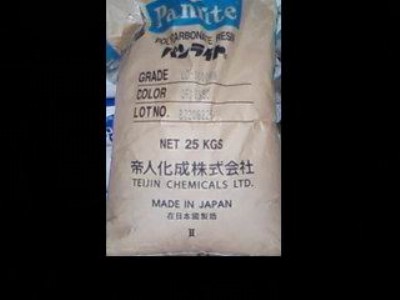 Panlite
POLYCARBONATE RESIN
パンライト
GRADE
COLOR
LOT NO.
NET 25 KGS
帝人化成株式会社
TEIJIN CHEMICALS LTD.
MADE IN JAPAN
在日本國製造